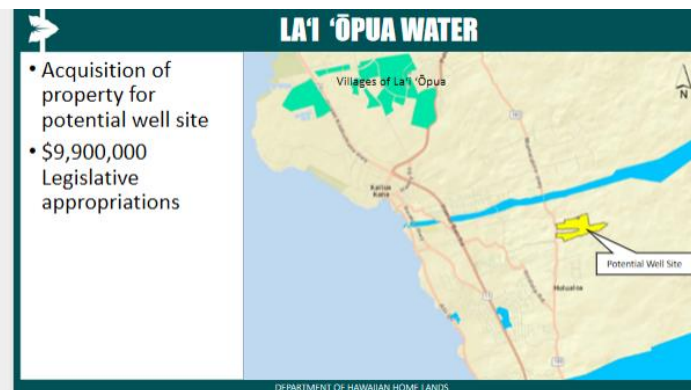 LA‘I ‘ŌPUA WATER
• Acquisition of
property for
potential well site
• $9,900,000
Legislative
appropriations
Villages of La‘i ‘Ōpua
N
Kailua
Kona
Potential Well Site
Holualoa
DEPARTMENT OF HAWAIIAN HOME LANDS